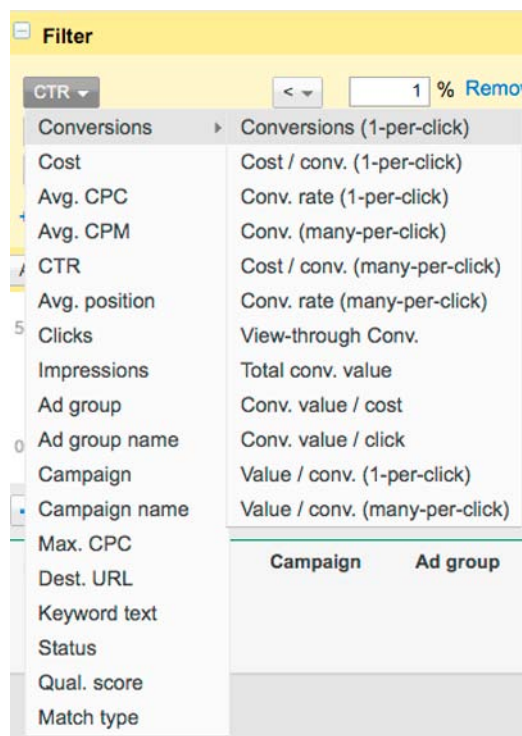 Filter
CTR
< 1 % Remov
Conversions Conversions (1-per-click)
Cost Cost / conv. (1-per-click)
Avg. CPC Conv. rate (1-per-click)
Avg. CPM Conv. (many-per-click)
CTR Cost / conv. (many-per-click)
Avg. position Conv. rate (many-per-click)
5 Clicks View-through Conv.
Impressions Total conv. value
Ad group Conv. value / cost
0 Ad group name Conv. value / click
Campaign Value / conv. (1-per-click)
Campaign name Value / conv. (many-per-click)
Max. CPC
Campaign Ad group
Dest. URL
Keyword text
Status
Qual. score
Match type